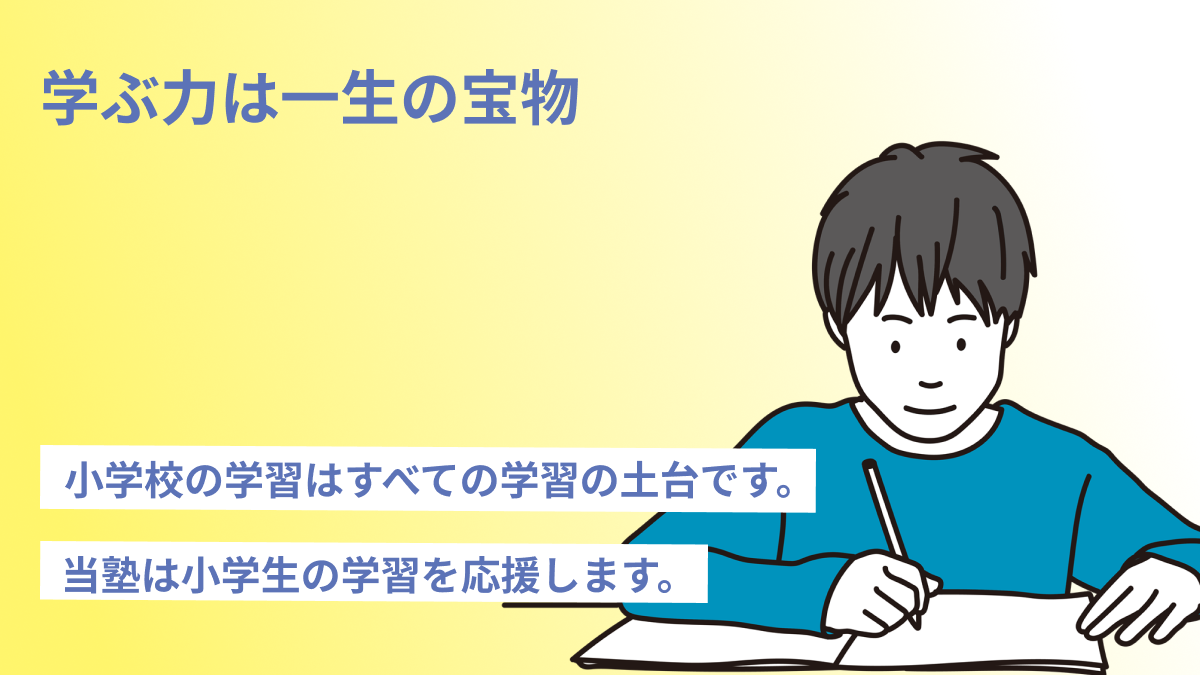 学ぶ力は一生の宝物
小学校の学習はすべての学習の土台です。
当塾は小学生の学習を応援します。